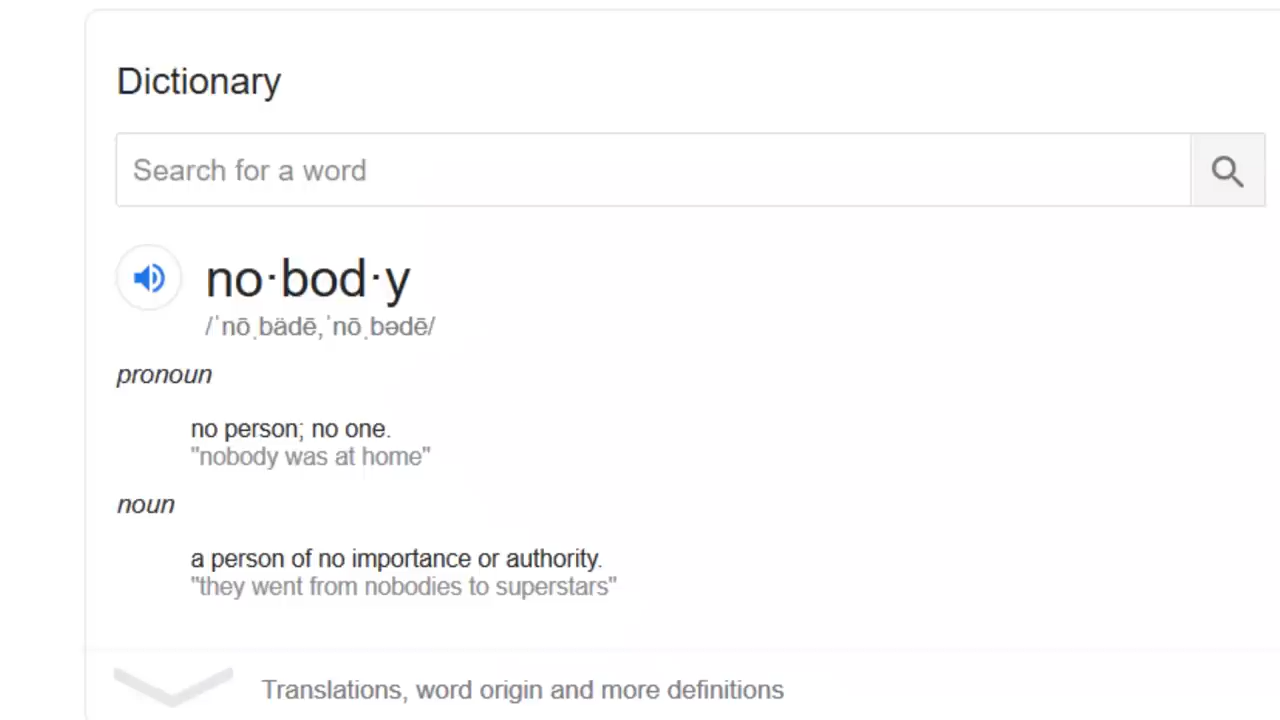 Dictionary
Search for a word
no·bod·y
/ˈnōˌbädē,ˈnōˌbədē/
pronoun
no person; no one.
"nobody was at home"
noun
a person of no importance or authority.
"they went from nobodies to superstars"
Translations, word origin and more definitions